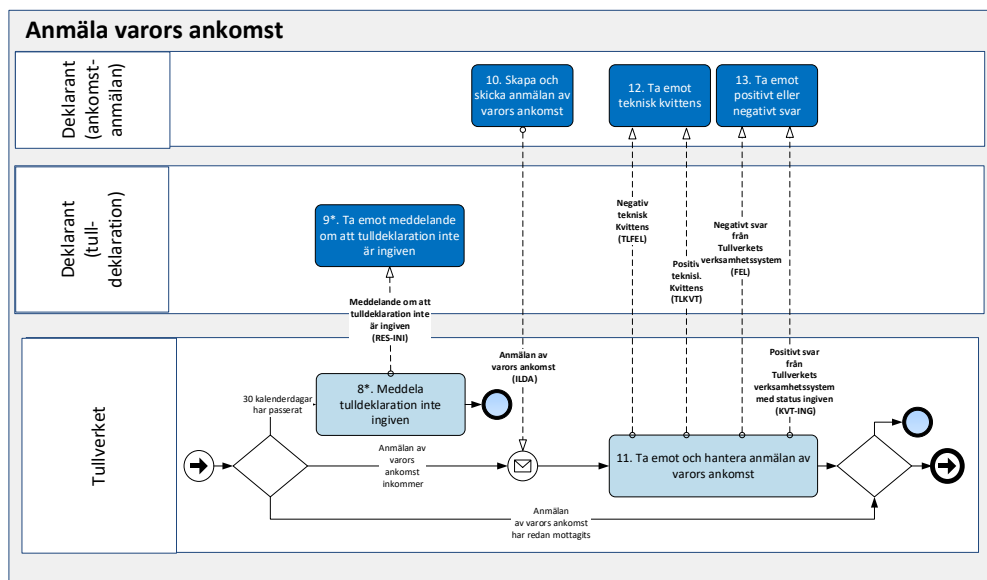 Anmäla varors ankomst
Deklarant
(ankomst-
anmälan)
10. Skapa och
skicka anmälan av
varors ankomst
12. Ta emot
teknisk kvittens
13. Ta emot
positivt eller
negativt svar
Deklarant
(tull-
deklaration)
9*. Ta emot meddelande
om att tulldeklaration inte
är ingiven
Negativ
teknisk
Kvittens
(TLFEL)
Positiv
teknisk
Kvittens
(TLKVT)
Negativt svar
från
Tullverkets
verksamhetssystem
(FEL)
Meddelande om att
tulldeklaration inte
är ingiven
(RES-INI)
Tullverket
Anmälan av
varors ankomst
(ILDA)
Positivt svar
från
Tullverkets
verksamhetssystem
med status ingiven
(KVT-ING)
30 kalenderdagar
har passerat
8*. Meddela
tulldeklaration inte
ingiven
Anmälan av
varors
ankomst
inkommer
11. Ta emot och hantera anmälan av
varors ankomst
Anmälan
av varors ankomst
har redan mottagits